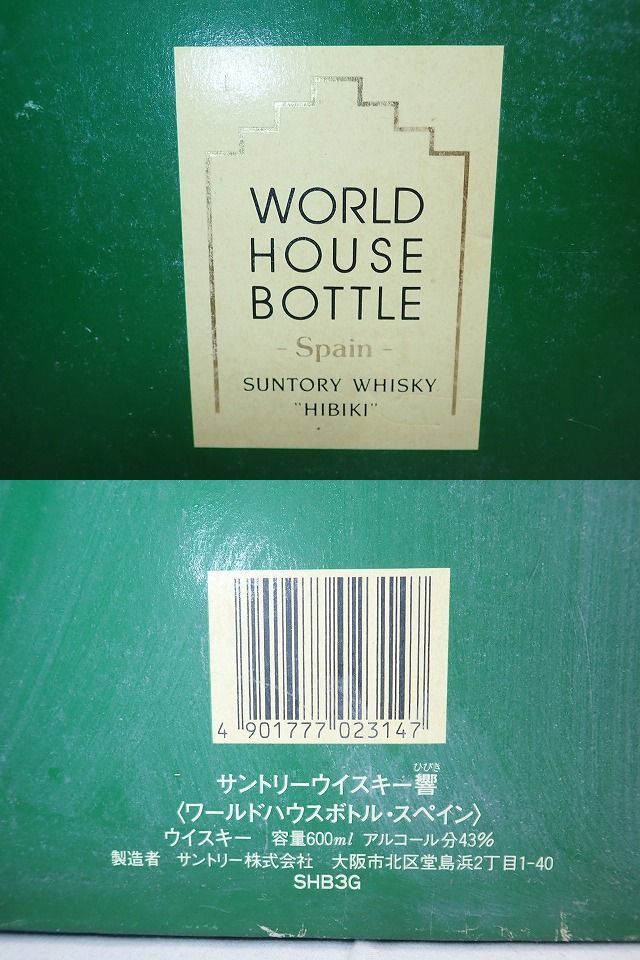 WORLD
HOUSE
BOTTLE
- Spain -
SUNTORY WHISKY
"HIBIKI"
4 901777 023147
ひびき
サントリーウイスキー響
〈ワールドハウスボトル・スペイン〉
ウイスキー 容量600ml アルコール分43%
製造者 サントリー株式会社 大阪市北区堂島浜2丁目1-40
SHB3G